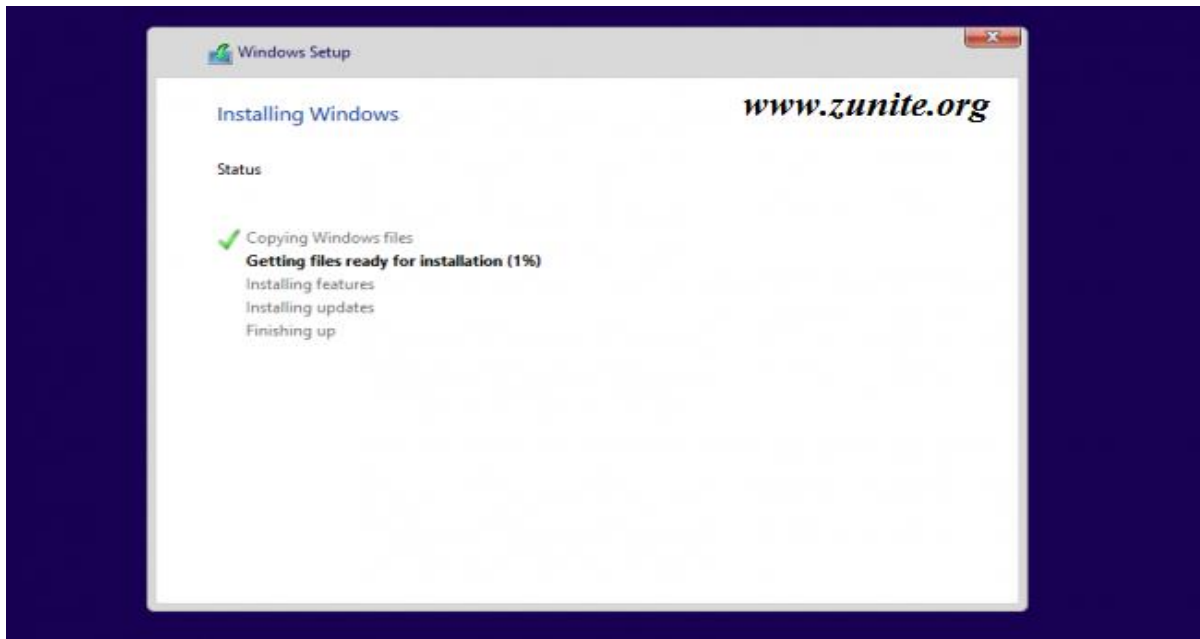 Windows Setup
Installing Windows
www.zunite.org
Status
Copying Windows files
Getting files ready for installation (1%)
Installing features
Installing updates
Finishing up